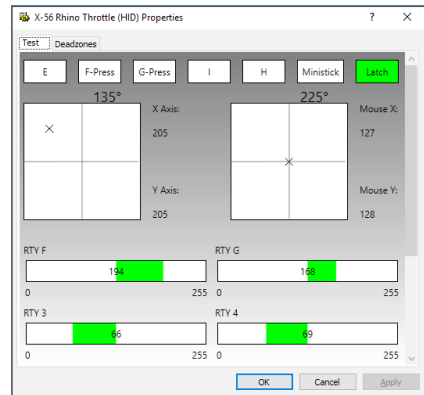 X-56 Rhino Throttle (HID) Properties
Test Deadzones
E F-Press G-Press I H Ministick Latch
135° 225°
X Axis: Mouse X:
205 127
Y Axis: Mouse Y:
205 128
RTY F RTY G
194 168
0 255 0 255
RTY 3 RTY 4
66 69
0 255 0 255
OK Cancel Apply